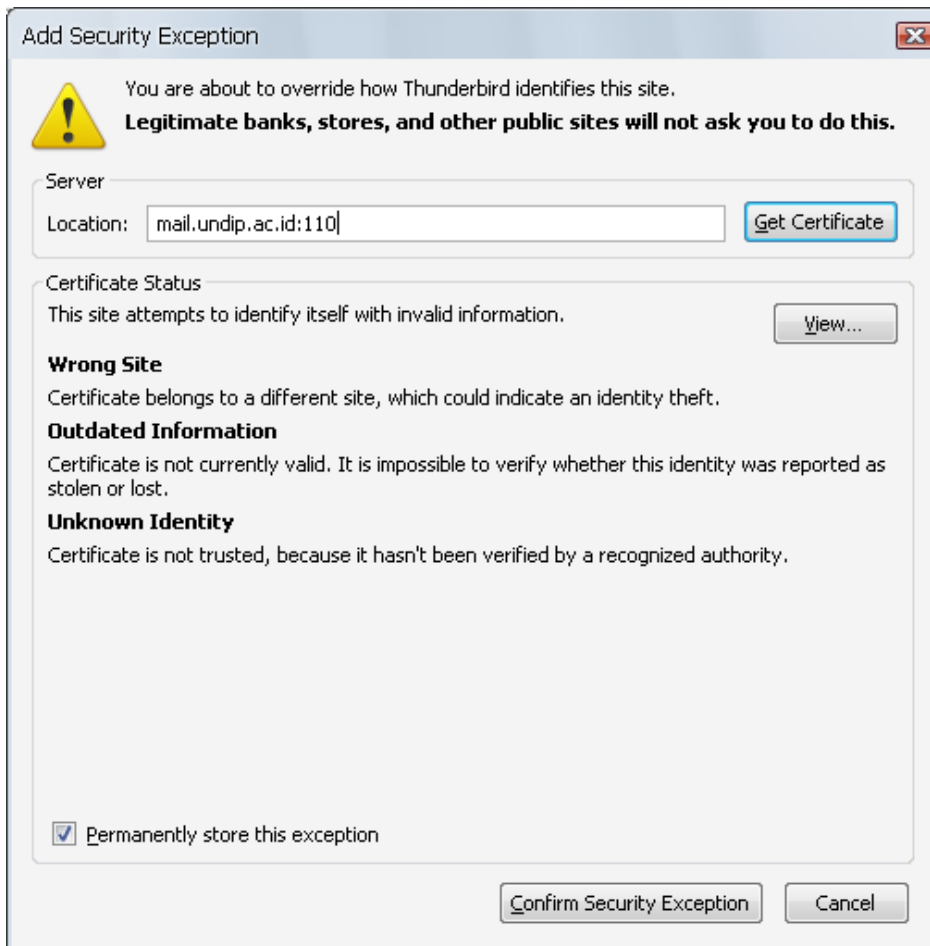 Add Security Exception
You are about to override how Thunderbird identifies this site.
Legitimate banks, stores, and other public sites will not ask you to do this.
Server
Location: mail.undip.ac.id:110 Get Certificate
Certificate Status
This site attempts to identify itself with invalid information.
View...
Wrong Site
Certificate belongs to a different site, which could indicate an identity theft.
Outdated Information
Certificate is not currently valid. It is impossible to verify whether this identity was reported as
stolen or lost.
Unknown Identity
Certificate is not trusted, because it hasn't been verified by a recognized authority.
Permanently store this exception
Confirm Security Exception Cancel